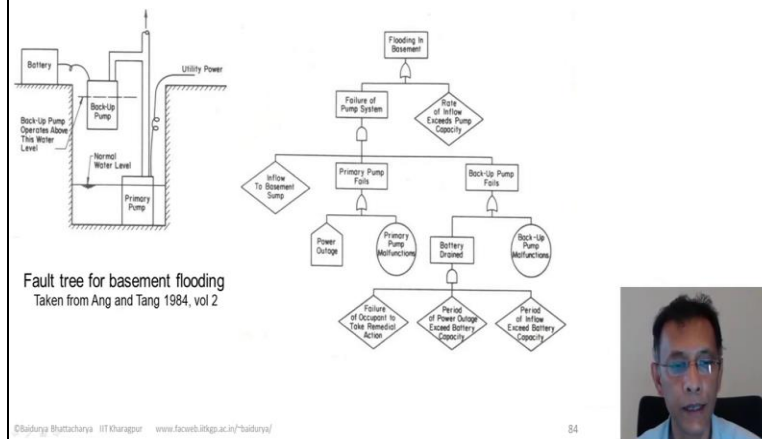 Battery
Utility Power
Back-Up
Pump
Back-Up Pump
Operates Above
This Water
Level
Normal
Water Level
Primary
Pump
Flooding In
Basement
Failure of
Pump System
Rate
of Inflow
Exceeds Pump
Capacity
Inflow
To Basement
Sump
Primary Pump
Fails
Back-Up Pump
Fails
Power
Outage
Primary
Pump
Malfunctions
Battery
Drained
Back-Up
Pump
Malfunctions
Failure
of Occupant to
Take Remedial
Action
Period
of Power Outage
Exceed Battery
Capacity
Period
of Inflow
Exceed Battery
Capacity
Fault tree for basement flooding
Taken from Ang and Tang 1984, vol 2
©Baidurya Bhattacharya IIT Kharagpur www.facweb.iitkgp.ac.in/~baidurya/
84